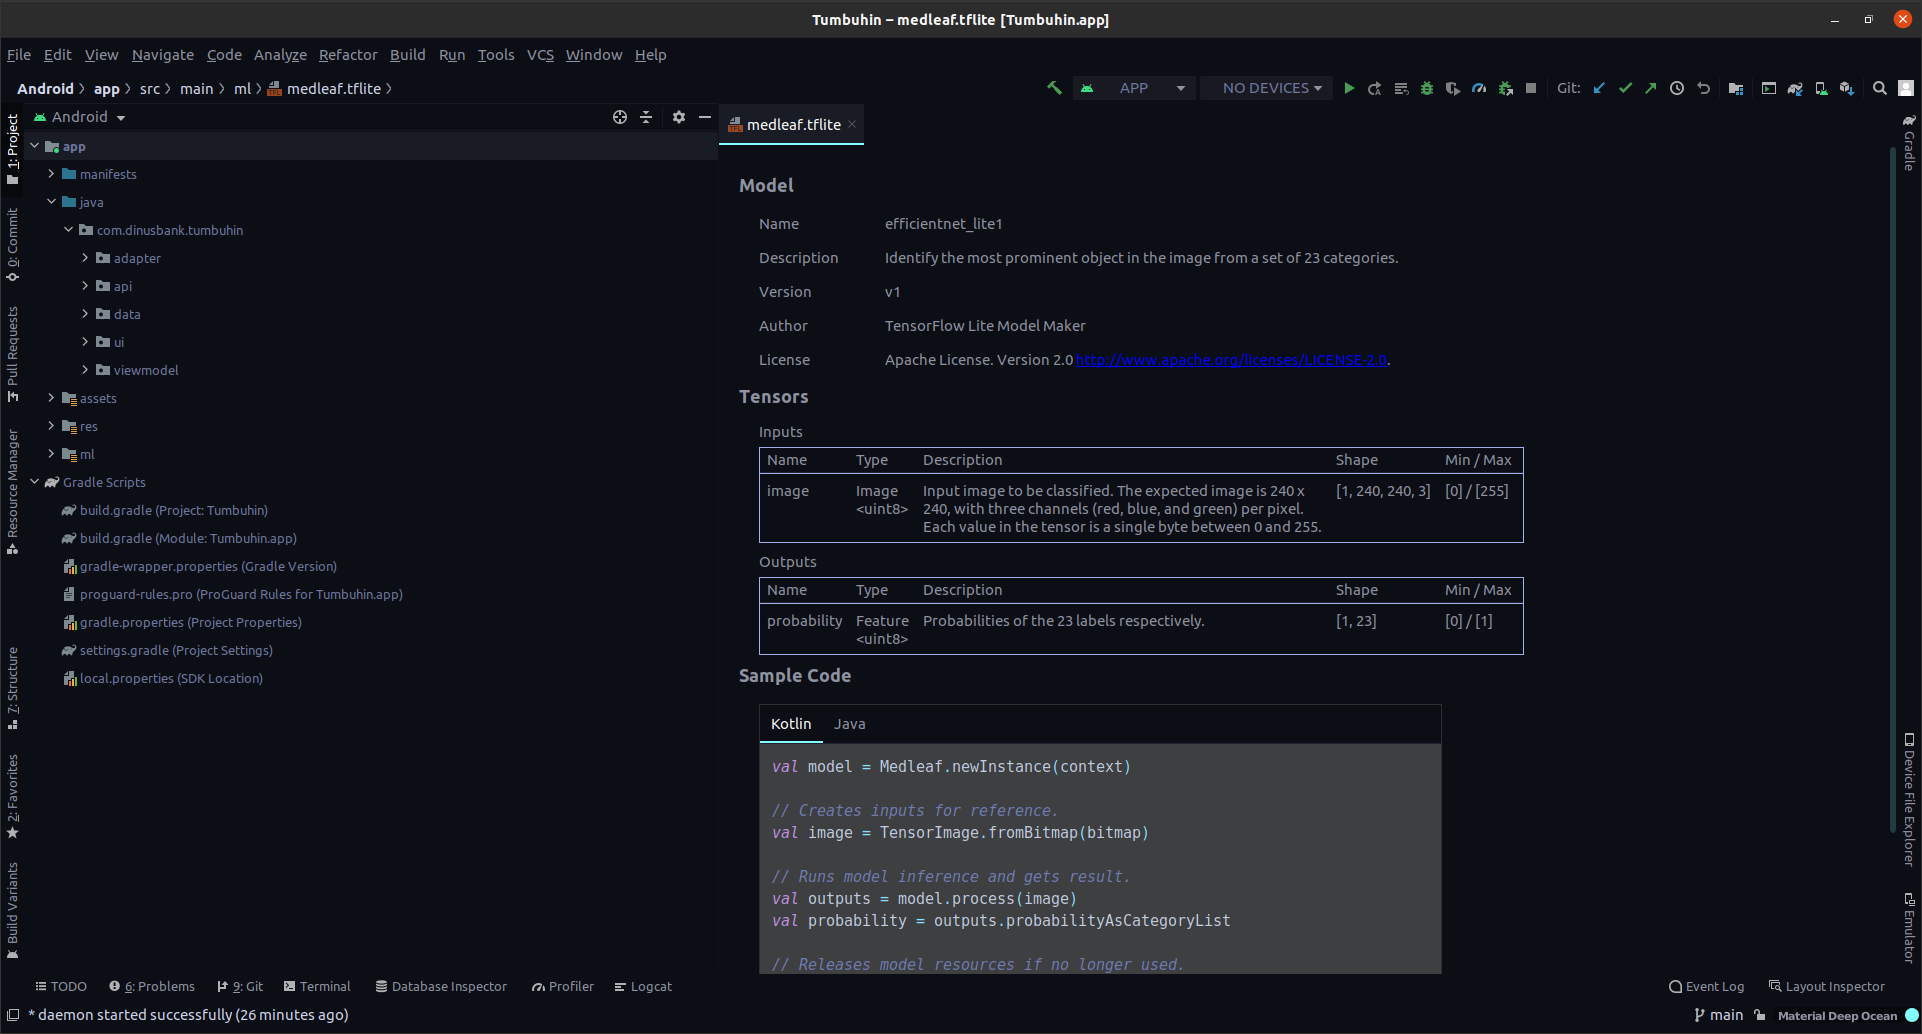 Tumbuhin – medleaf.tflite [Tumbuhin.app]
File Edit View Navigate Code Analyze Refactor Build Run Tools VCS Window Help
Android app src main ml medleaf.tflite
APP NO DEVICES Git:
Android
medleaf.tflite
1: Project
0: Commit
Pull Requests
Resource Manager
7: Structure
2: Favorites
Build Variants
app
manifests
java
com.dinusbank.tumbuhin
adapter
api
data
ui
viewmodel
assets
res
ml
Gradle Scripts
build.gradle (Project: Tumbuhin)
build.gradle (Module: Tumbuhin.app)
gradle-wrapper.properties (Gradle Version)
proguard-rules.pro (ProGuard Rules for Tumbuhin.app)
gradle.properties (Project Properties)
settings.gradle (Project Settings)
local.properties (SDK Location)
Model
Name efficientnet_lite1
Description Identify the most prominent object in the image from a set of 23 categories.
Version v1
Author TensorFlow Lite Model Maker
License Apache License. Version 2.0 http://www.apache.org/licenses/LICENSE-2.0.
Tensors
Inputs
Name Type Description Shape Min / Max
image Image Input image to be classified. The expected image is 240 x [1, 240, 240, 3] [0] / [255]
<uint8> 240, with three channels (red, blue, and green) per pixel.
Each value in the tensor is a single byte between 0 and 255.
Outputs
Name Type Description Shape Min / Max
probability Feature Probabilities of the 23 labels respectively. [1, 23] [0] / [1]
<uint8>
Sample Code
Kotlin Java
val model = Medleaf.newInstance(context)
// Creates inputs for reference.
val image = TensorImage.fromBitmap(bitmap)
// Runs model inference and gets result.
val outputs = model.process(image)
val probability = outputs.probabilityAsCategoryList
// Releases model resources if no longer used.
Gradle
Device File Explorer
Emulator
TODO 6: Problems 9: Git Terminal Database Inspector Profiler Logcat Event Log Layout Inspector
* daemon started successfully (26 minutes ago) main Material Deep Ocean